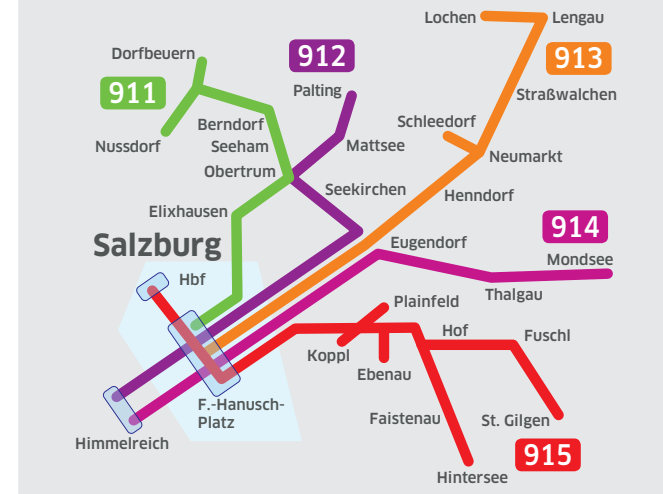 Lochen
Lengau
Dorfbeuern
912
913
911
Palting
Straßwalchen
Schleedorf
Berndorf
Nussdorf
Seeham
Mattsee
Neumarkt
Obertrum
Seekirchen
Henndorf
Elixhausen
914
Salzburg
Eugendorf
Mondsee
Hbf
Thalgau
Plainfeld
Hof
Fuschl
Koppl
Ebenau
F.-Hanusch-
Platz
Faistenau
St. Gilgen
Himmelreich
915
Hintersee